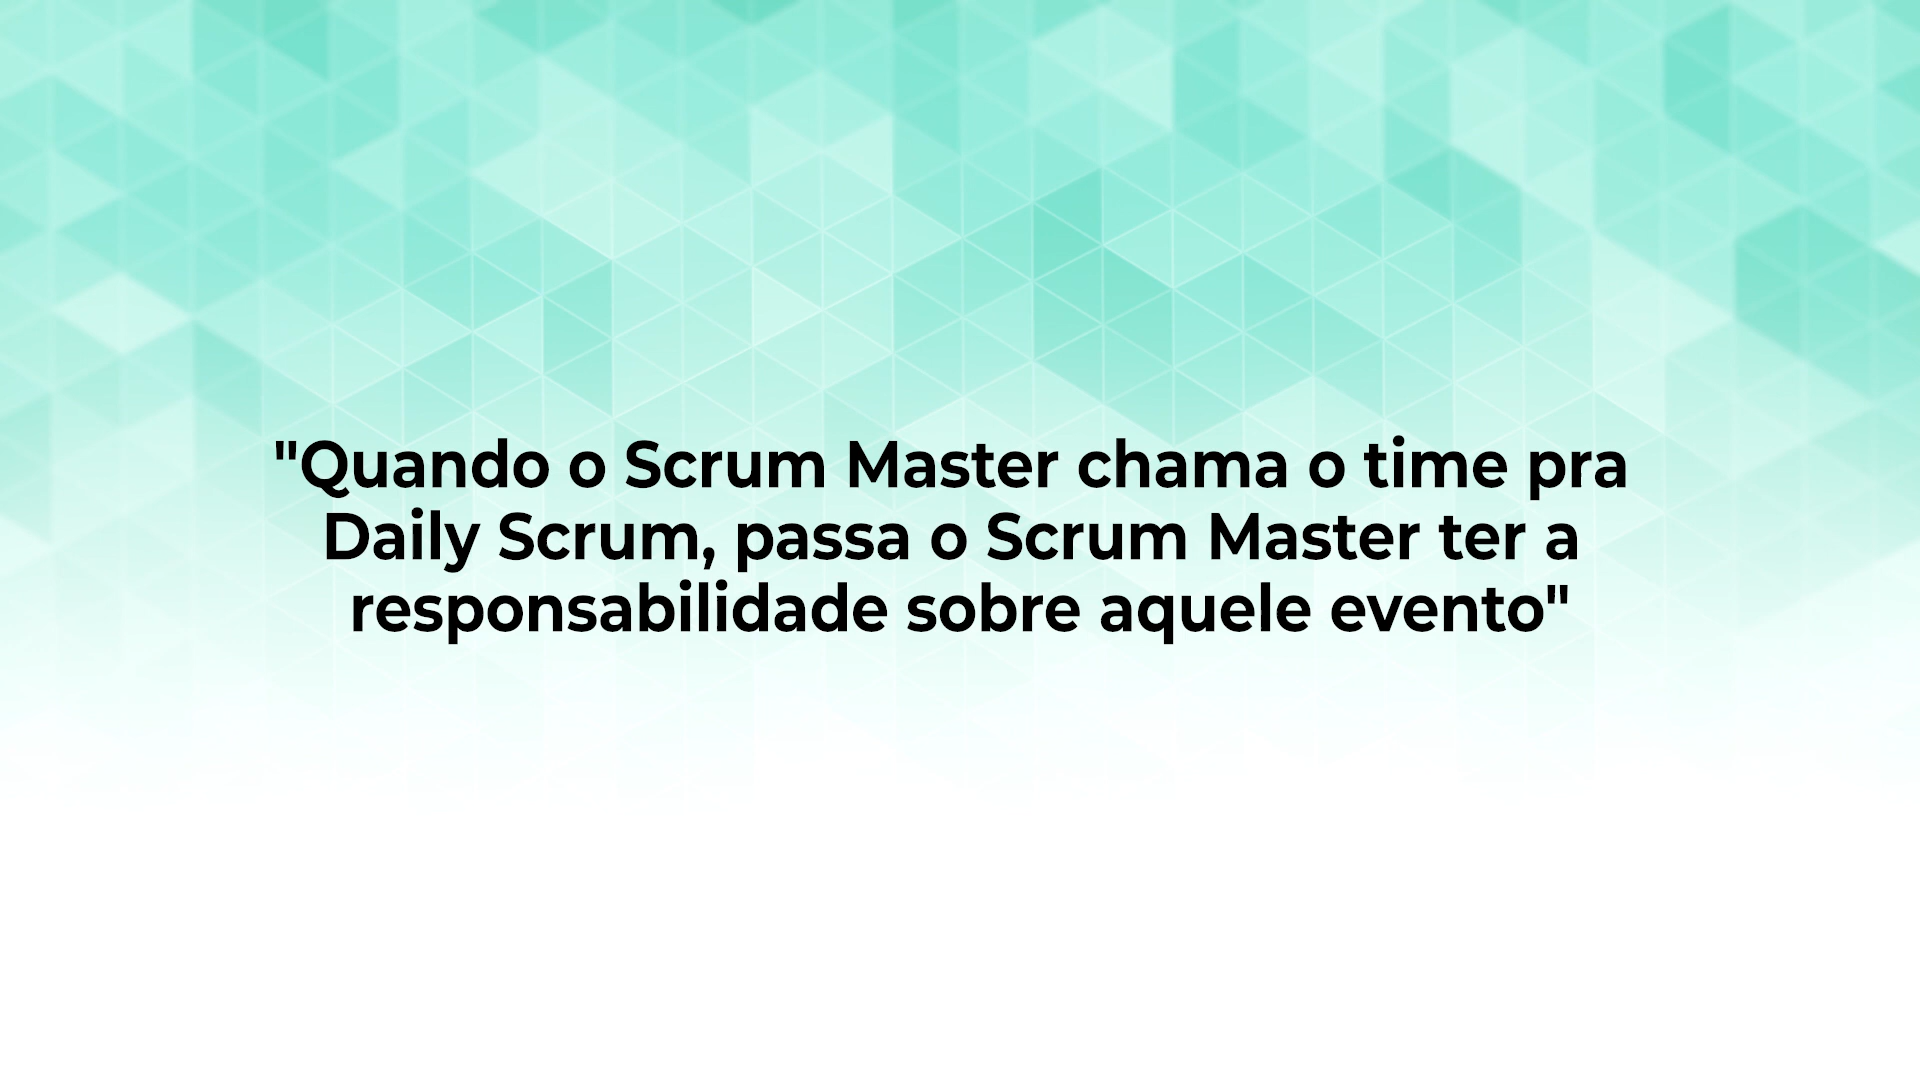 "Quando o Scrum Master chama o time pra
Daily Scrum, passa o Scrum Master ter a
responsabilidade sobre aquele evento"